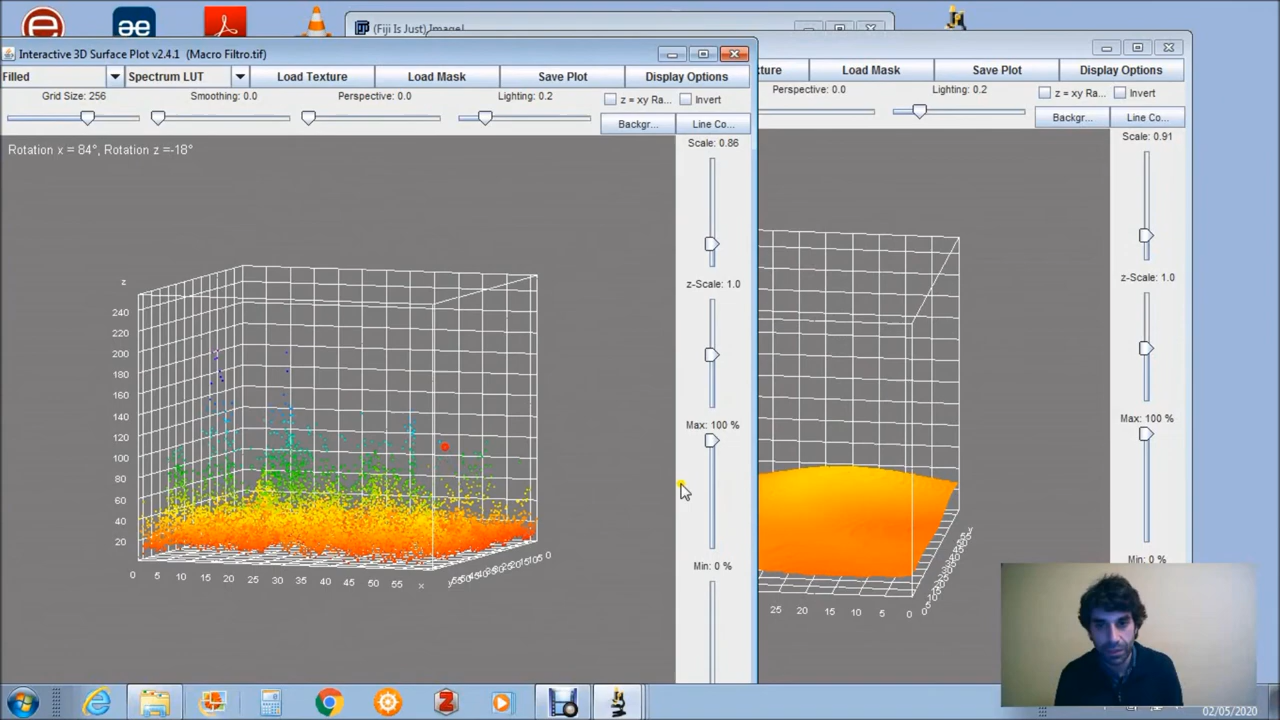 (Fiji Is Just) ImageJ
Interactive 3D Surface Plot v2.4.1 (Macro Filtro.tif)
Filled
Spectrum LUT
Load Texture
Load Mask
Save Plot
Display Options
Grid Size: 256
Smoothing: 0.0
Perspective: 0.0
Lighting: 0.2
z = xy Ra...
Invert
Backgr...
Line Co...
Rotation x = 84°, Rotation z =-18°
Scale: 0.86
z-Scale: 1.0
Max: 100 %
Min: 0 %
z
240
220
200
180
160
140
120
100
80
60
40
20
0 5 10 15 20 25 30 35 40 45 50 55 x
xture
Load Mask
Save Plot
Display Options
Perspective: 0.0
Lighting: 0.2
z = xy Ra...
Invert
Backgr...
Line Co...
Scale: 0.91
z-Scale: 1.0
Max: 100 %
Min: 0 %
25 20 15 10 5 0
x
02/05/2020